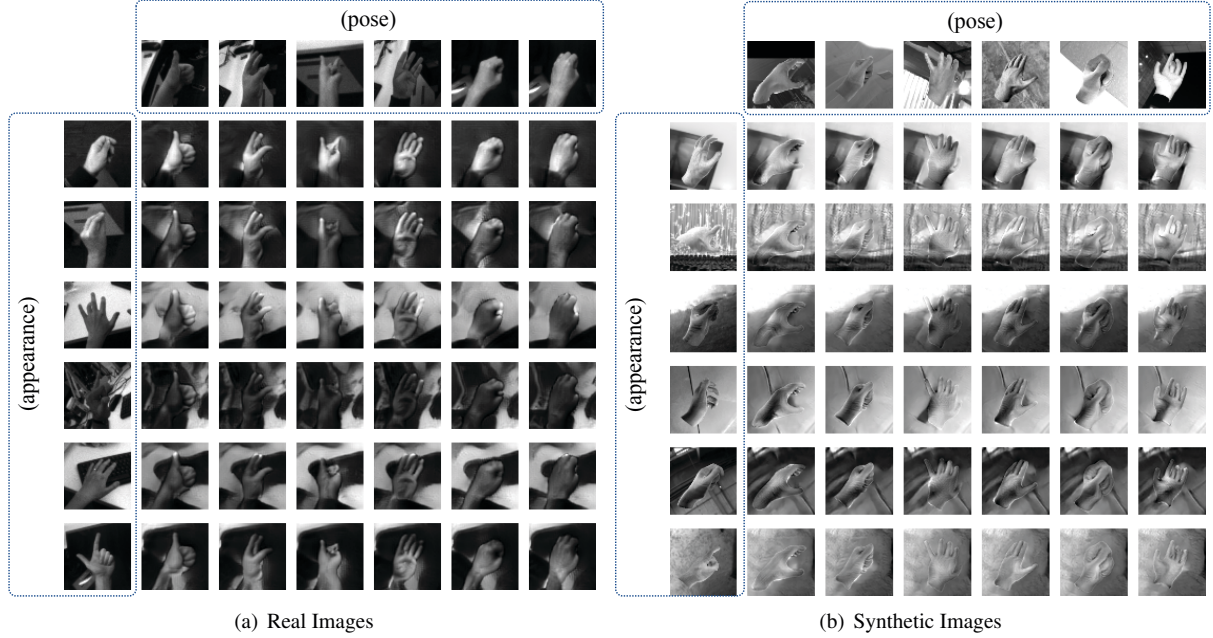 (pose)
(pose)
(appearance)
(appearance)
(a) Real Images
(b) Synthetic Images